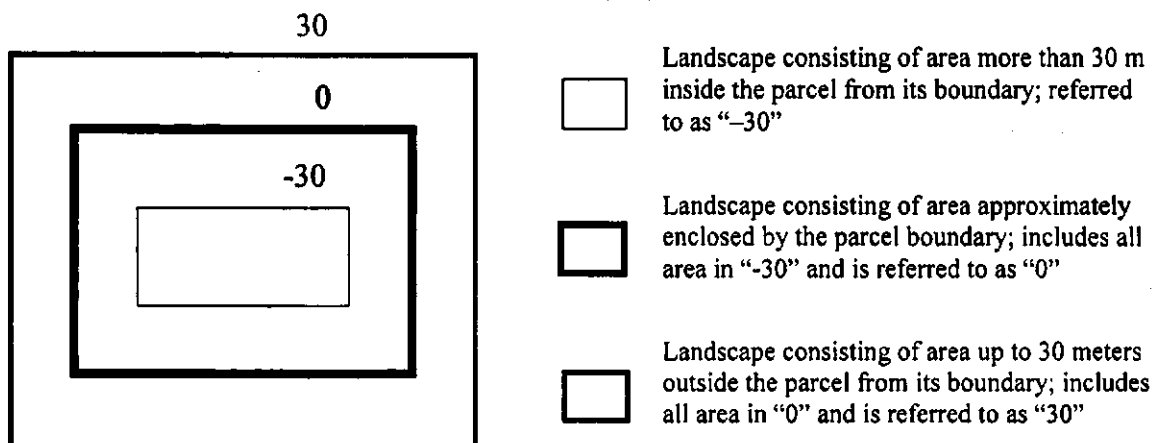 30
0
-30
Landscape consisting of area more than 30 m
inside the parcel from its boundary; referred
to as “–30”
Landscape consisting of area approximately
enclosed by the parcel boundary; includes all
area in “-30” and is referred to as “0”
Landscape consisting of area up to 30 meters
outside the parcel from its boundary; includes
all area in “0” and is referred to as “30”